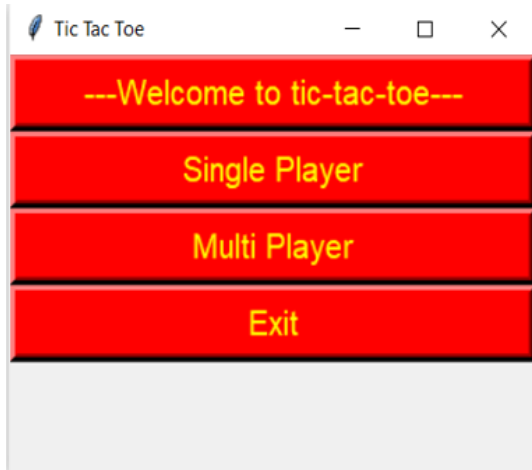 Tic Tac Toe
---Welcome to tic-tac-toe---
Single Player
Multi Player
Exit